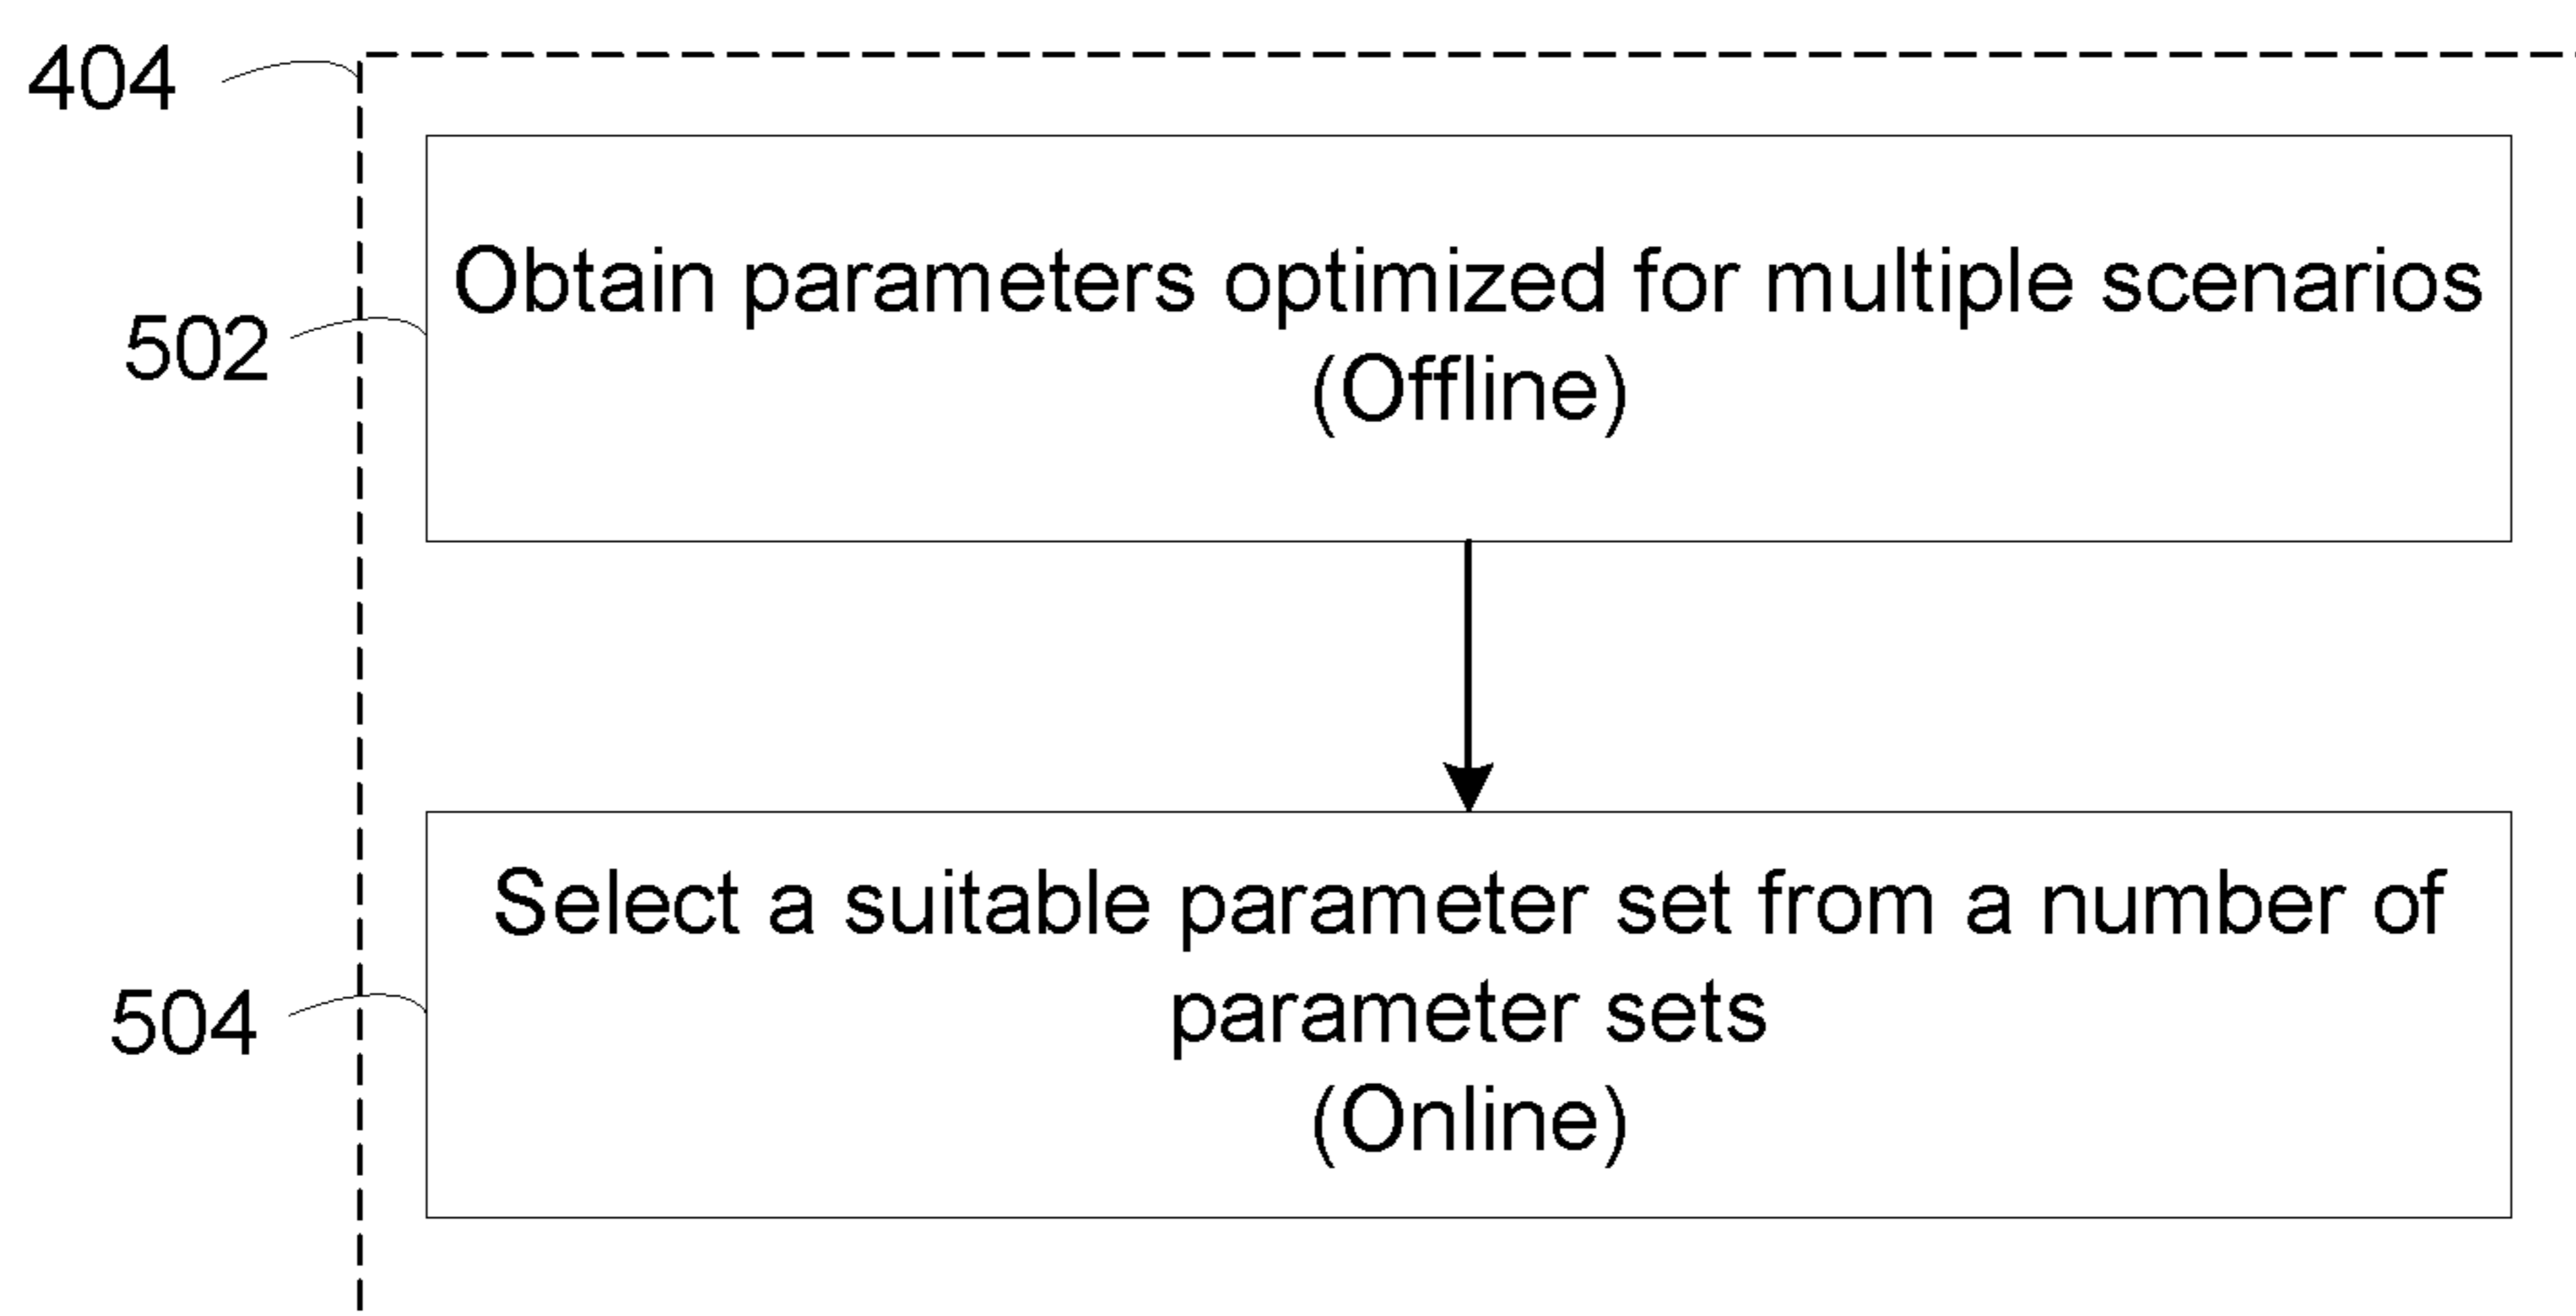 404
Obtain parameters optimized for multiple scenarios
(Offline)
502
Select a suitable parameter set from a number of
parameter sets
(Online)
504